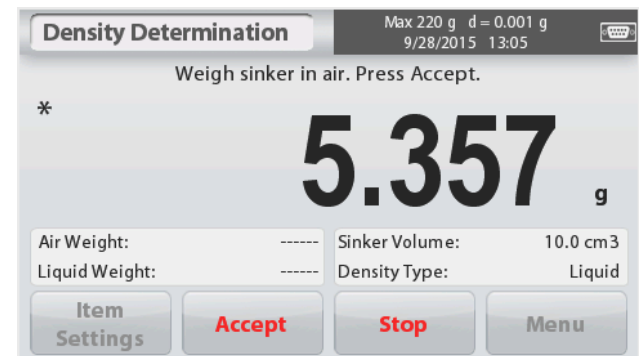 Density Determination
Max 220 g d = 0.001 g
9/28/2015 13:05
Weigh sinker in air. Press Accept.
*
5.357 g
Air Weight: ------ Sinker Volume: 10.0 cm3
Liquid Weight: ------ Density Type: Liquid
Item Settings Accept Stop Menu